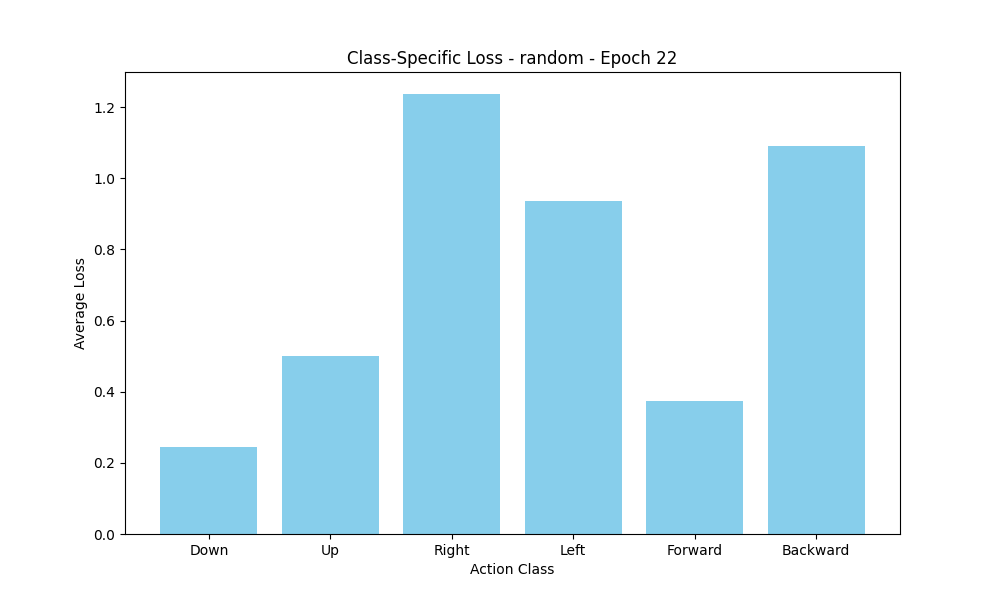 Class-Specific Loss - random - Epoch 22
1.2
1.0
0.8
0.6
0.4
0.2
0.0
Average Loss
Down Up Right Left Forward Backward
Action Class